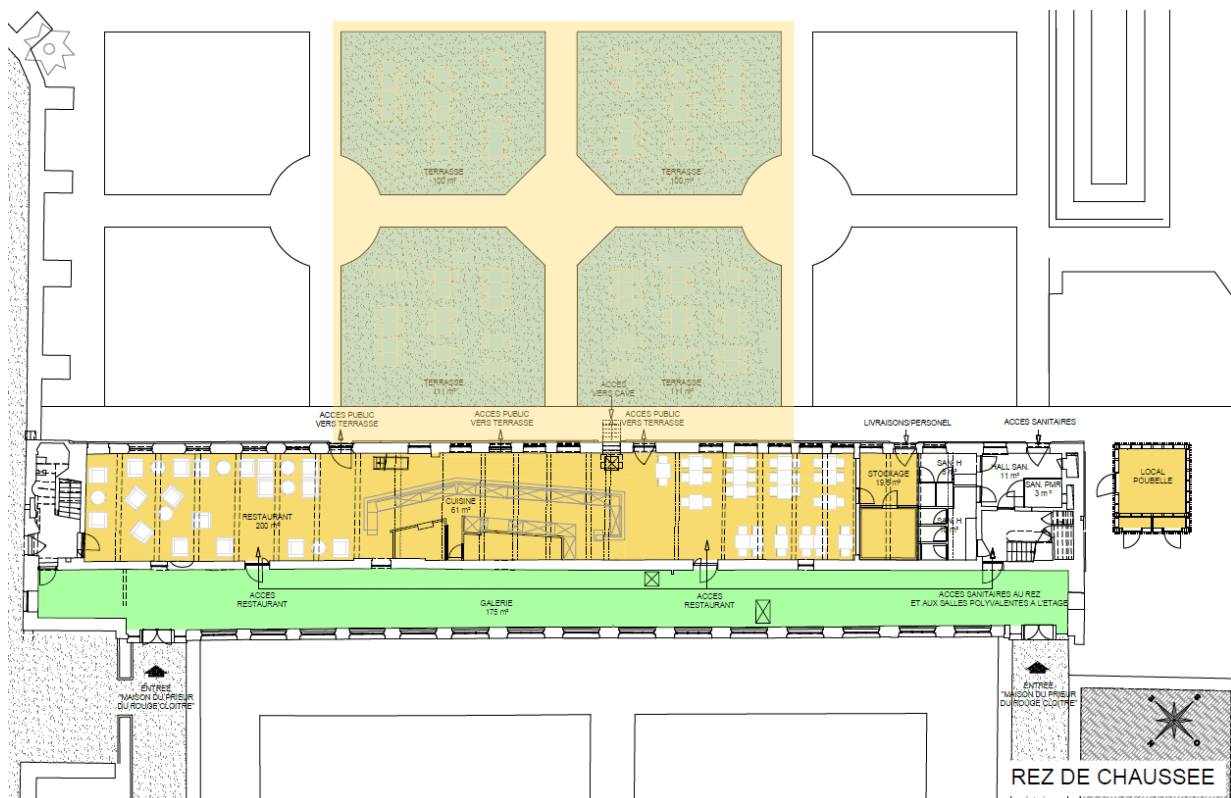 TERRASSE
100 m²
TERRASSE
100 m²
TERRASSE
111 m²
TERRASSE
111 m²
ACCES
VERS CAVE
ACCES PUBLIC
VERS TERRASSE
ACCES PUBLIC
VERS TERRASSE
ACCES PUBLIC
VERS TERRASSE
LIVRAISONS/PERSONEL
ACCES SANITAIRES
RESTAURANT
200 m²
CUISINE
61 m²
STOCKAGE
SAN. H
SAN. H
HALL SAN.
11 m²
SAN. PMR
3 m²
LOCAL
POUBELLE
ACCES
RESTAURANT
GALERIE
175 m²
ACCES
RESTAURANT
ACCES SANITAIRES AU REZ
ET AUX SALLES POLYVALENTES A L'ETAGE
ENTREE
"MAISON DU PRIEUR
DU ROUGE CLOITRE"
ENTREE
"MAISON DU PRIEUR
DU ROUGE CLOITRE"
REZ DE CHAUSSEE